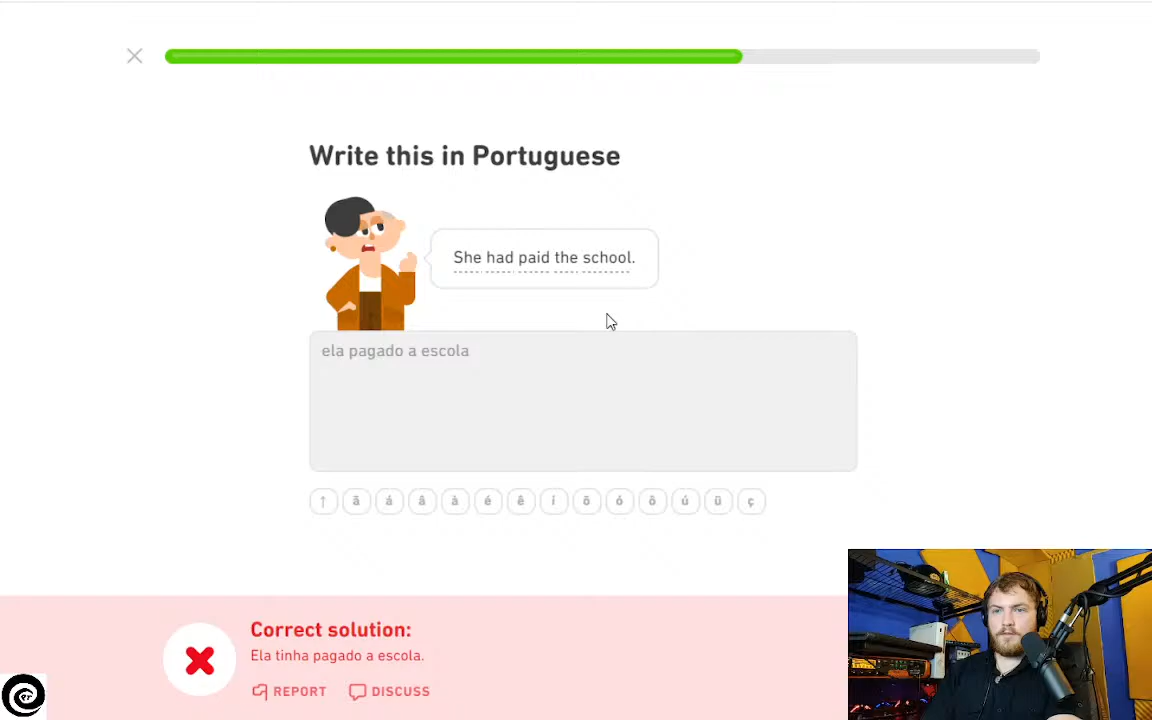 Write this in Portuguese
She had paid the school.
ela pagado a escola
↑ ã á â à é ê í õ ó ô ú ü ç
Correct solution:
Ela tinha pagado a escola.
REPORT DISCUSS